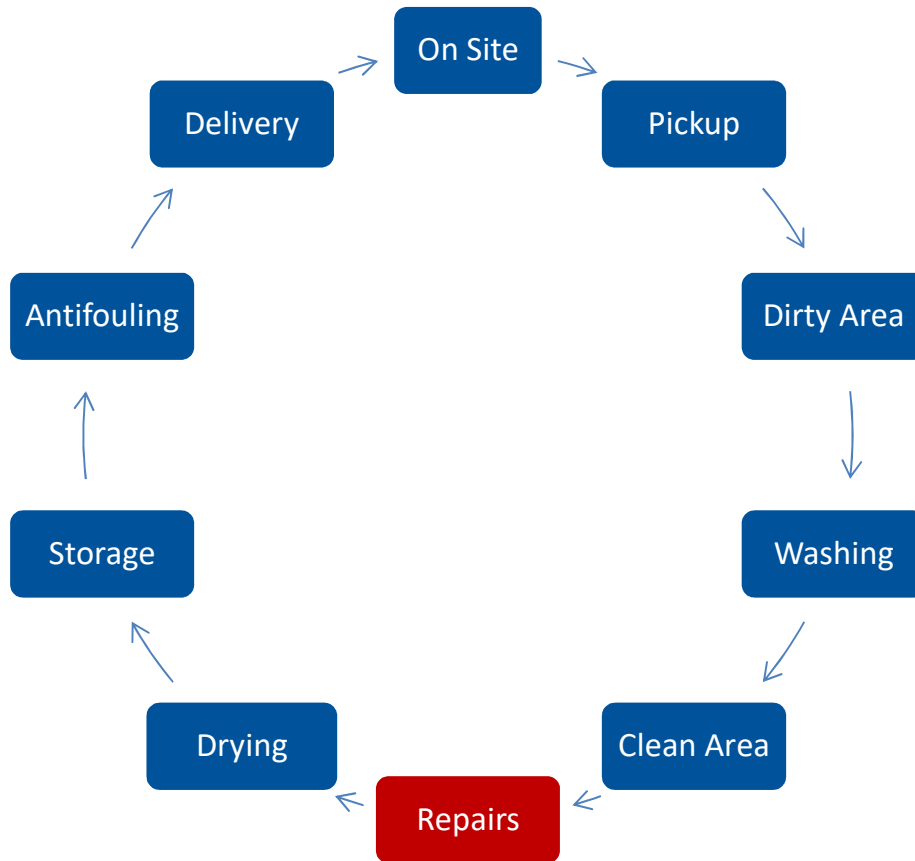 On Site
Pickup
Dirty Area
Washing
Clean Area
Repairs
Drying
Storage
Antifouling
Delivery